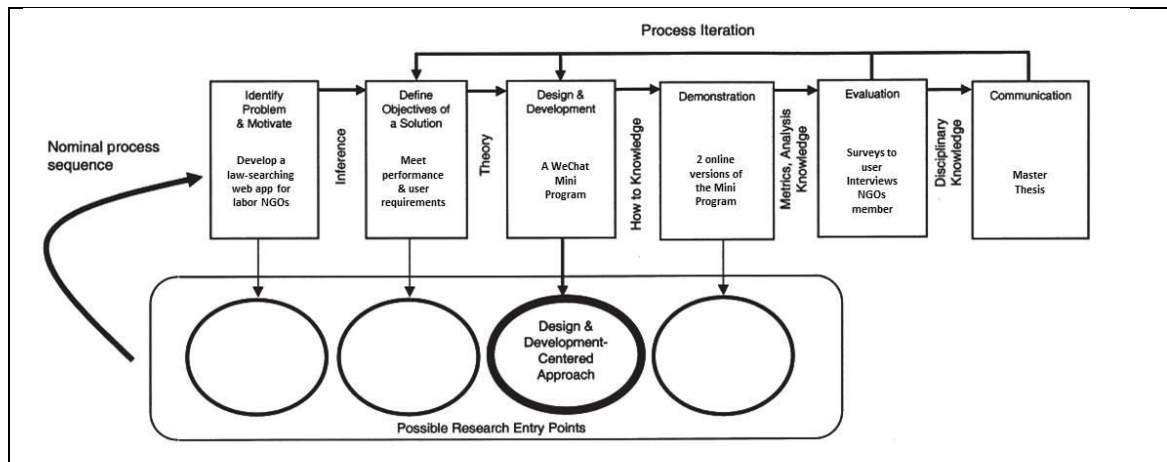 Process Iteration
Nominal process
sequence
Identify
Problem
& Motivate
Develop a
law-searching
web app for
labor NGOs
Inference
Define
Objectives of
a Solution
Meet
performance
& user
requirements
Theory
Design &
Development
A WeChat
Mini
Program
How to Knowledge
Demonstration
2 online
versions of
the Mini
Program
Metrics, Analysis
Knowledge
Evaluation
Surveys to
user
Interviews
NGOs
member
Disciplinary
Knowledge
Communication
Master
Thesis
Design &
Development-
Centered
Approach
Possible Research Entry Points